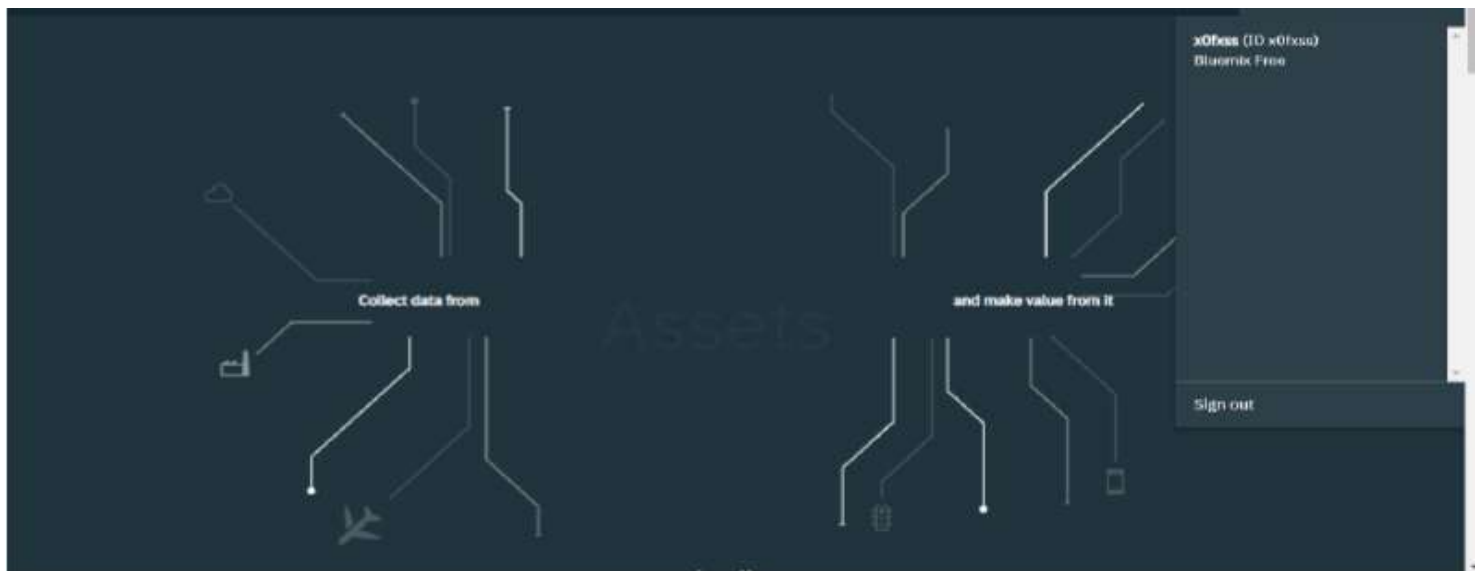 x0fxss (ID x0fxss)
Bluemix Free
Collect data from
Assets
and make value from it
Sign out